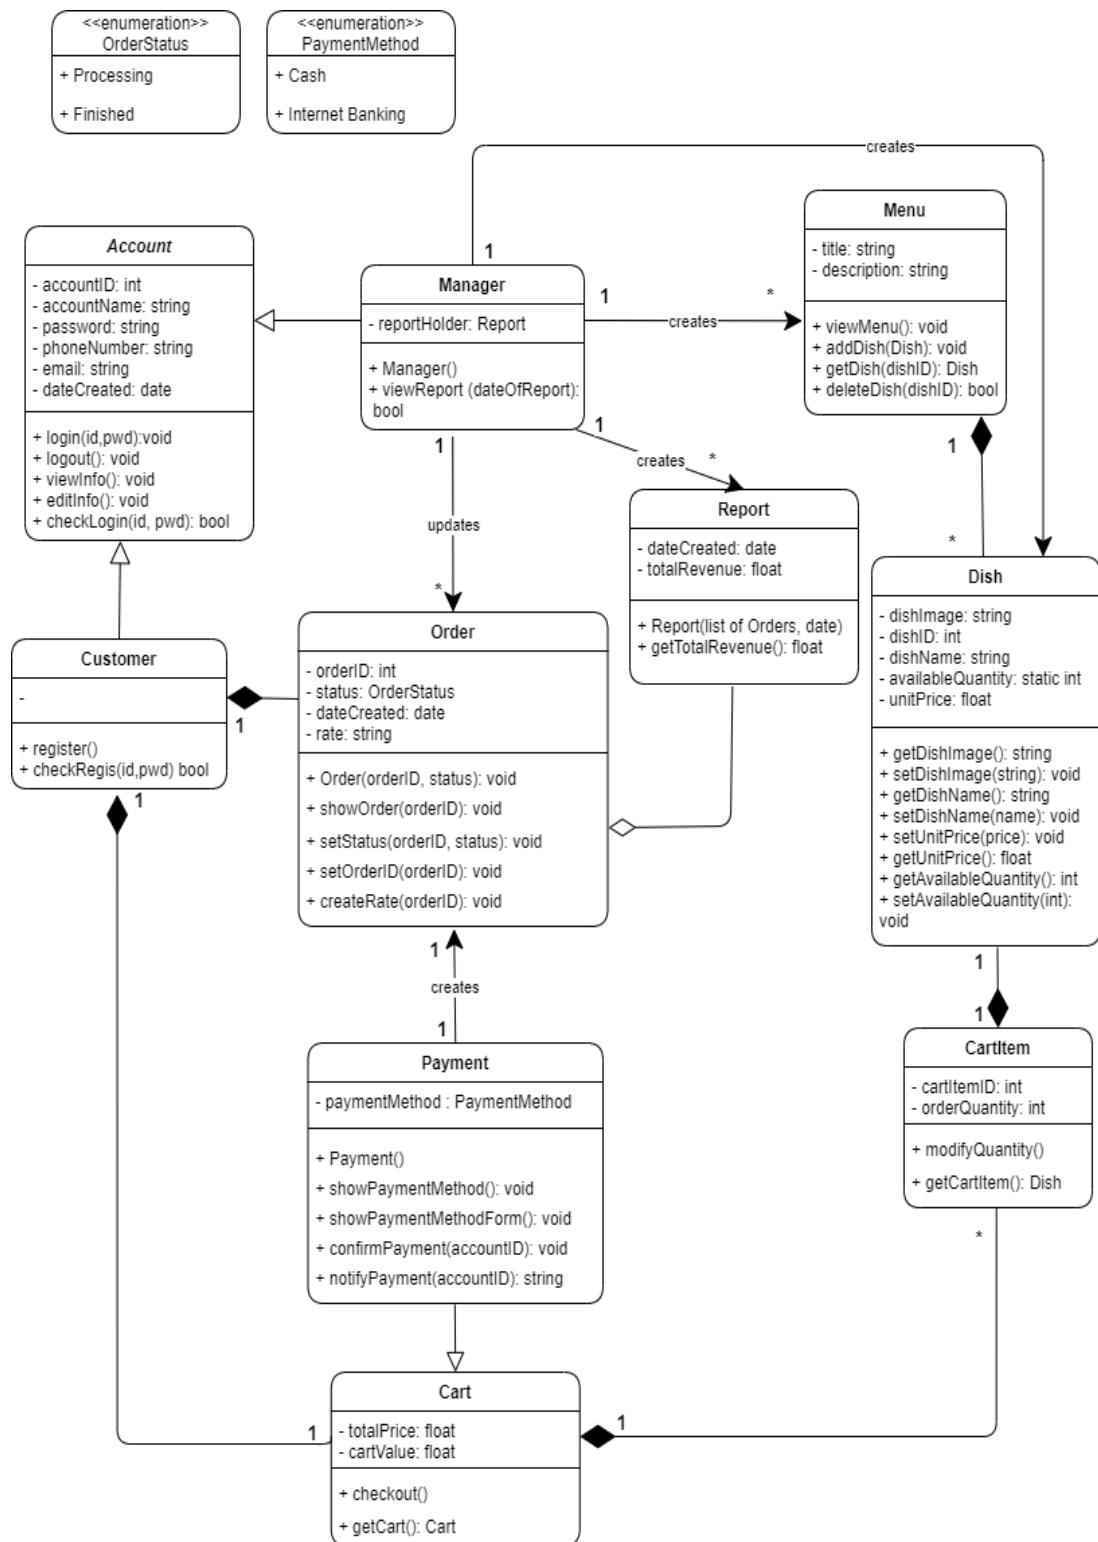 <<enumeration>>
OrderStatus
+ Processing
+ Finished
<<enumeration>>
PaymentMethod
+ Cash
+ Internet Banking
creates
Menu
- title: string
- description: string
+ viewMenu(): void
+ addDish(Dish): void
+ getDish(dishID): Dish
+ deleteDish(dishID): bool
Account
- accountID: int
- accountName: string
- password: string
- phoneNumber: string
- email: string
- dateCreated: date
+ login(id,pwd):void
+ logout(): void
+ viewInfo(): void
+ editInfo(): void
+ checkLogin(id, pwd): bool
1
Manager
- reportHolder: Report
+ Manager()
+ viewReport (dateOfReport):
bool
1
*
creates
1
*
creates
1
updates
*
1
*
Report
- dateCreated: date
- totalRevenue: float
+ Report(list of Orders, date)
+ getTotalRevenue(): float
Dish
- dishImage: string
- dishID: int
- dishName: string
- availableQuantity: static int
- unitPrice: float
+ getDishImage(): string
+ setDishImage(string): void
+ getDishName(): string
+ setDishName(name): void
+ setUnitPrice(price): void
+ getUnitPrice(): float
+ getAvailableQuantity(): int
+ setAvailableQuantity(int):
void
Customer
-
+ register()
+ checkRegis(id,pwd) bool
1
1
Order
- orderID: int
- status: OrderStatus
- dateCreated: date
- rate: string
+ Order(orderID, status): void
+ showOrder(orderID): void
+ setStatus(orderID, status): void
+ setOrderID(orderID): void
+ createRate(orderID): void
1
creates
1
1
1
CartItem
- cartItemID: int
- orderQuantity: int
+ modifyQuantity()
+ getCartItem(): Dish
*
Payment
- paymentMethod : PaymentMethod
+ Payment()
+ showPaymentMethod(): void
+ showPaymentMethodForm(): void
+ confirmPayment(accountID): void
+ notifyPayment(accountID): string
1
1
Cart
- totalPrice: float
- cartValue: float
+ checkout()
+ getCart(): Cart